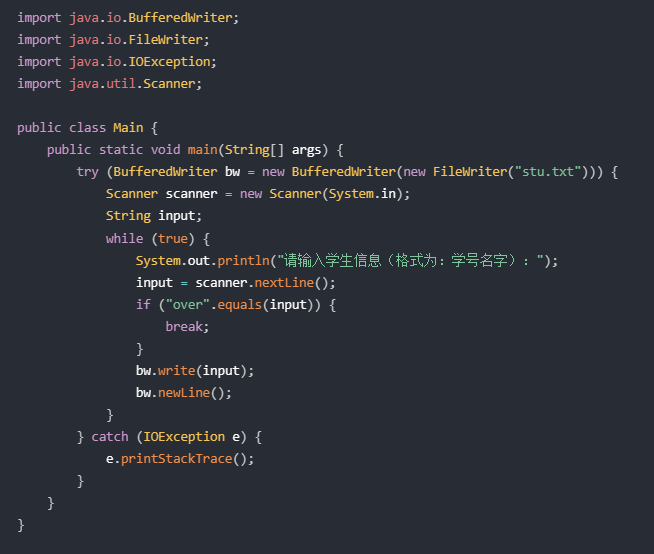 import java.io.BufferedWriter;
import java.io.FileWriter;
import java.io.IOException;
import java.util.Scanner;

public class Main {
    public static void main(String[] args) {
        try (BufferedWriter bw = new BufferedWriter(new FileWriter("stu.txt"))) {
            Scanner scanner = new Scanner(System.in);
            String input;
            while (true) {
                System.out.println("请输入学生信息（格式为：学号名字）：");
                input = scanner.nextLine();
                if ("over".equals(input)) {
                    break;
                }
                bw.write(input);
                bw.newLine();
            }
        } catch (IOException e) {
            e.printStackTrace();
        }
    }
}